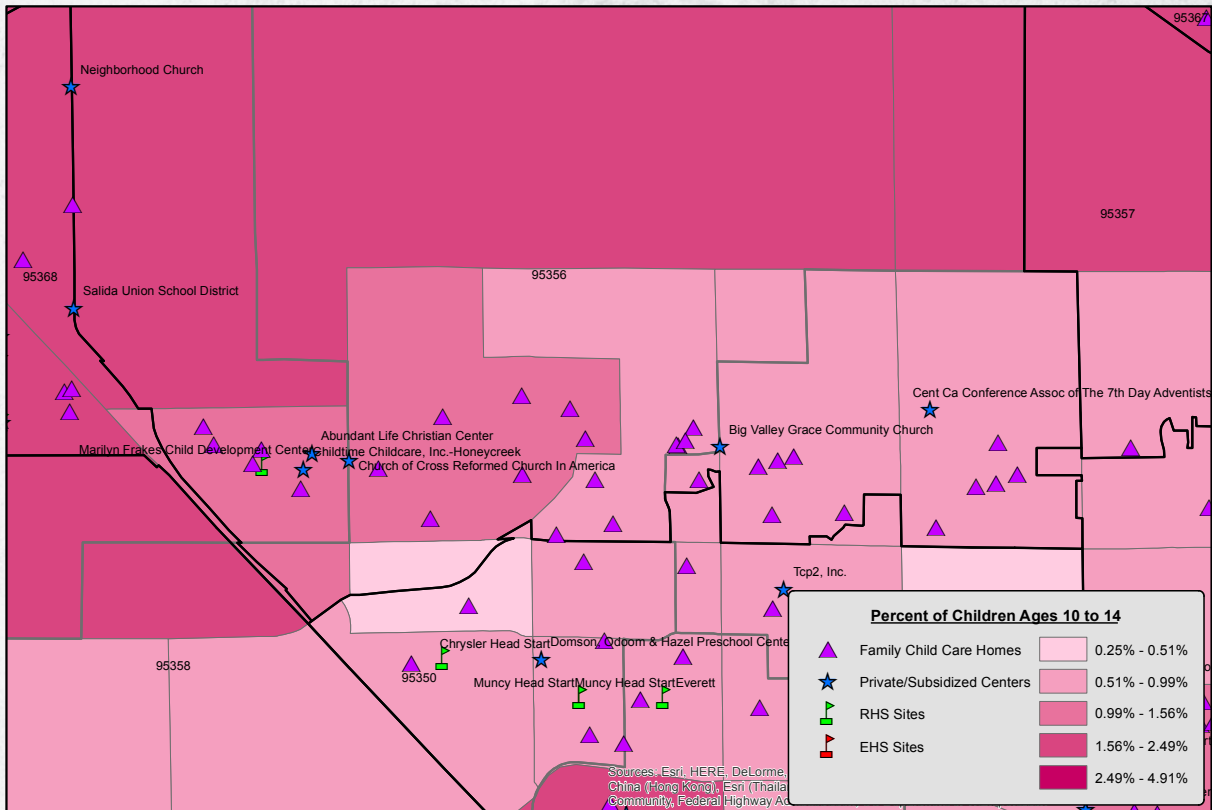 95367
Neighborhood Church
95357
95368
95356
Salida Union School District
Cent Ca Conference Assoc of The 7th Day Adventists
Big Valley Grace Community Church
Abundant Life Christian Center
Marilyn Frakes Child Development Center
Childtime Childcare, Inc.-Honeycreek
Church of Cross Reformed Church In America
Tcp2, Inc.
Percent of Children Ages 10 to 14
Family Child Care Homes
0.25% - 0.51%
Private/Subsidized Centers
0.51% - 0.99%
RHS Sites
0.99% - 1.56%
EHS Sites
1.56% - 2.49%
2.49% - 4.91%
Chrysler Head Start
Domson, Odoom & Hazel Preschool Cente
95358
95350
Muncy Head Start
Muncy Head Start
Everett
Sources: Esri, HERE, DeLorme,
China (Hong Kong), Esri (Thaila
Community, Federal Highway Ad